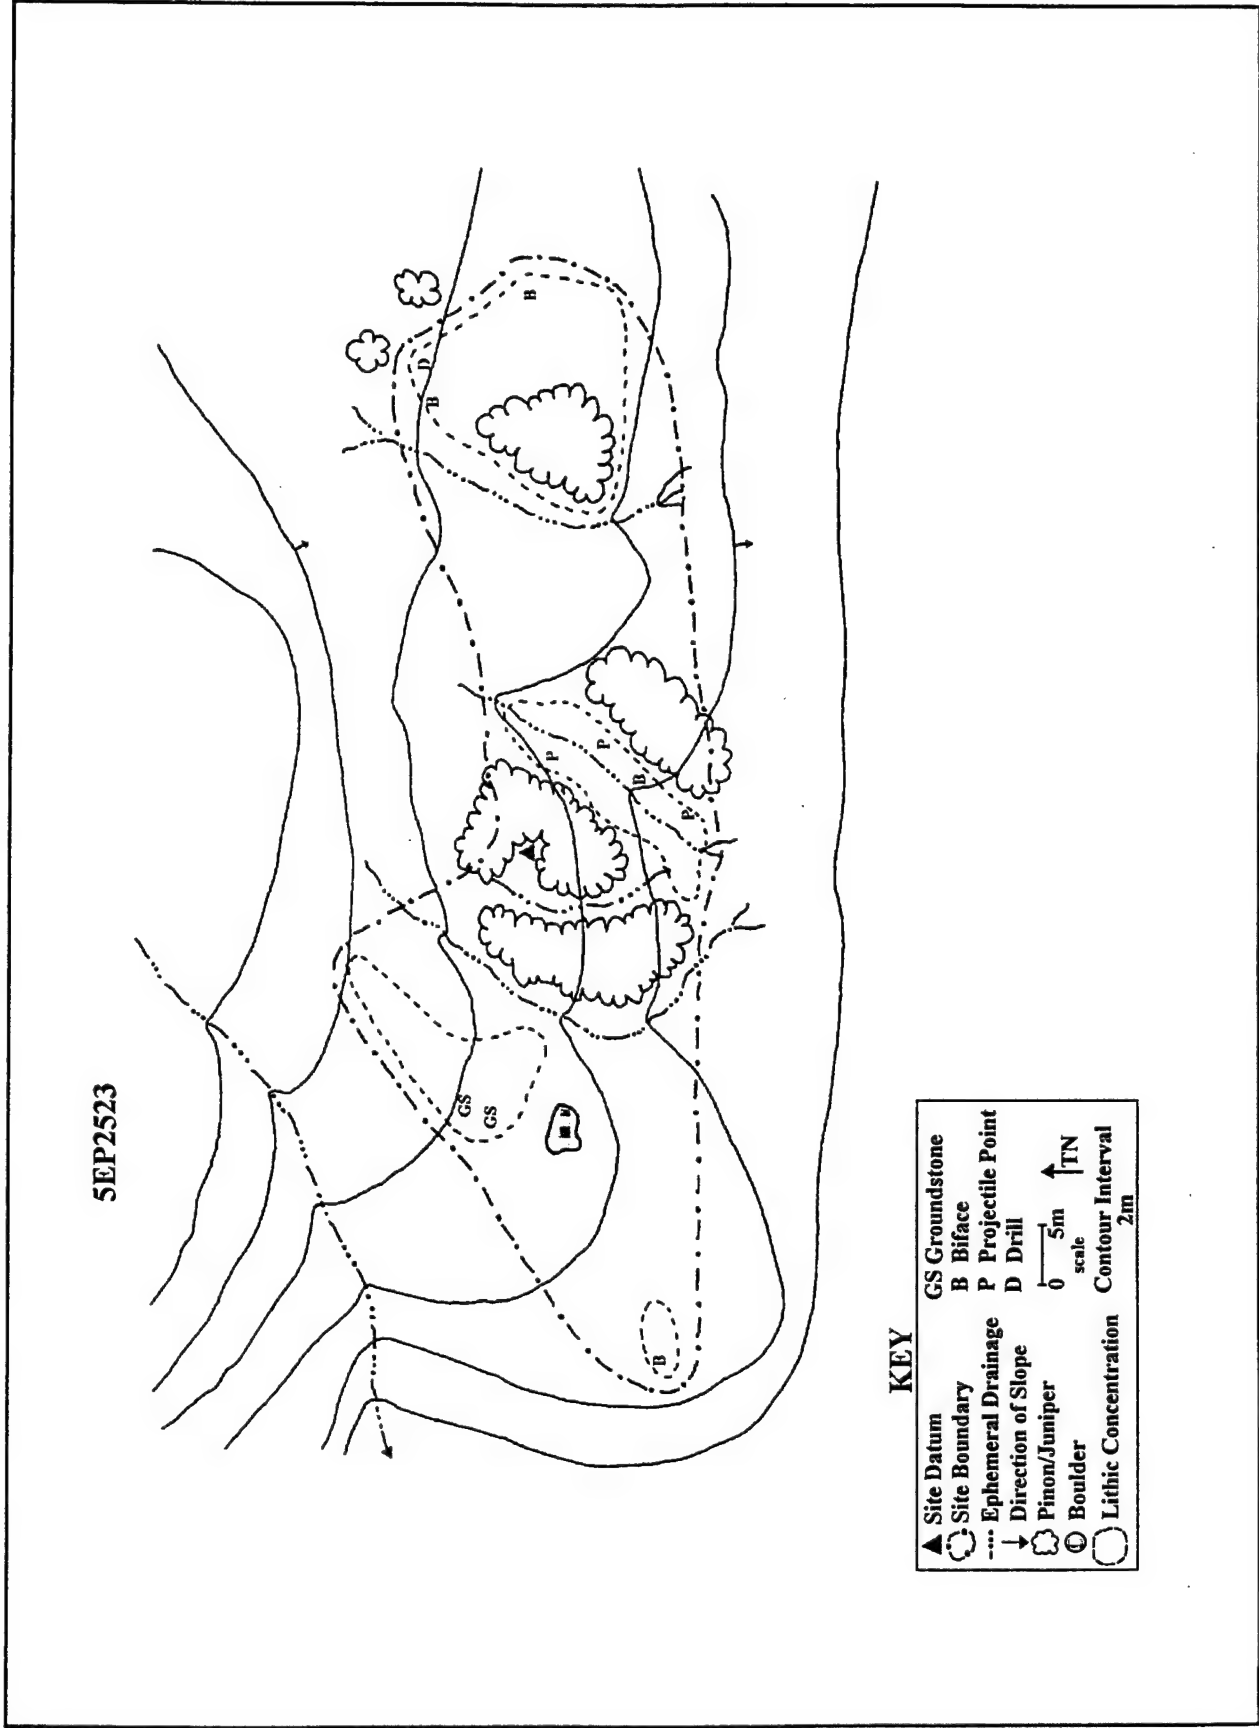 5EP2523
D
B
GS
GS
B
P
P
B
B
P
KEY
Site Datum
Site Boundary
Ephemeral Drainage
Direction of Slope
Pinon/Juniper
Boulder
Lithic Concentration
GS Groundstone
B Biface
P Projectile Point
D Drill
0 5m
scale
TN
Contour Interval
2m